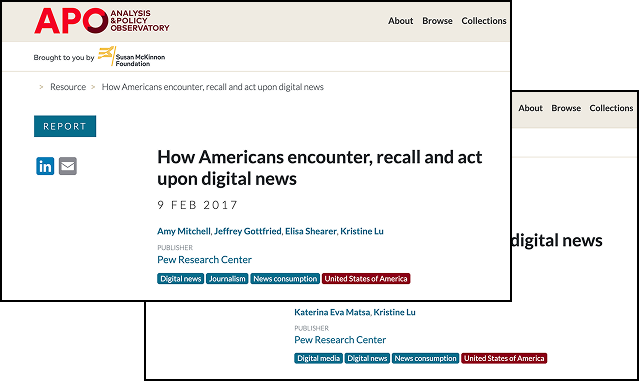 APO ANALYSIS
&POLICY
OBSERVATORY
About Browse Collections
Brought to you by Susan McKinnon
Foundation
> Resource > How Americans encounter, recall and act upon digital news
REPORT
in
How Americans encounter, recall and act
upon digital news
9 FEB 2017
Amy Mitchell, Jeffrey Gottfried, Elisa Shearer, Kristine Lu
PUBLISHER
Pew Research Center
Digital news Journalism News consumption United States of America
About Browse Collections
digital news
Katerina Eva Matsa, Kristine Lu
PUBLISHER
Pew Research Center
Digital media Digital news News consumption United States of America